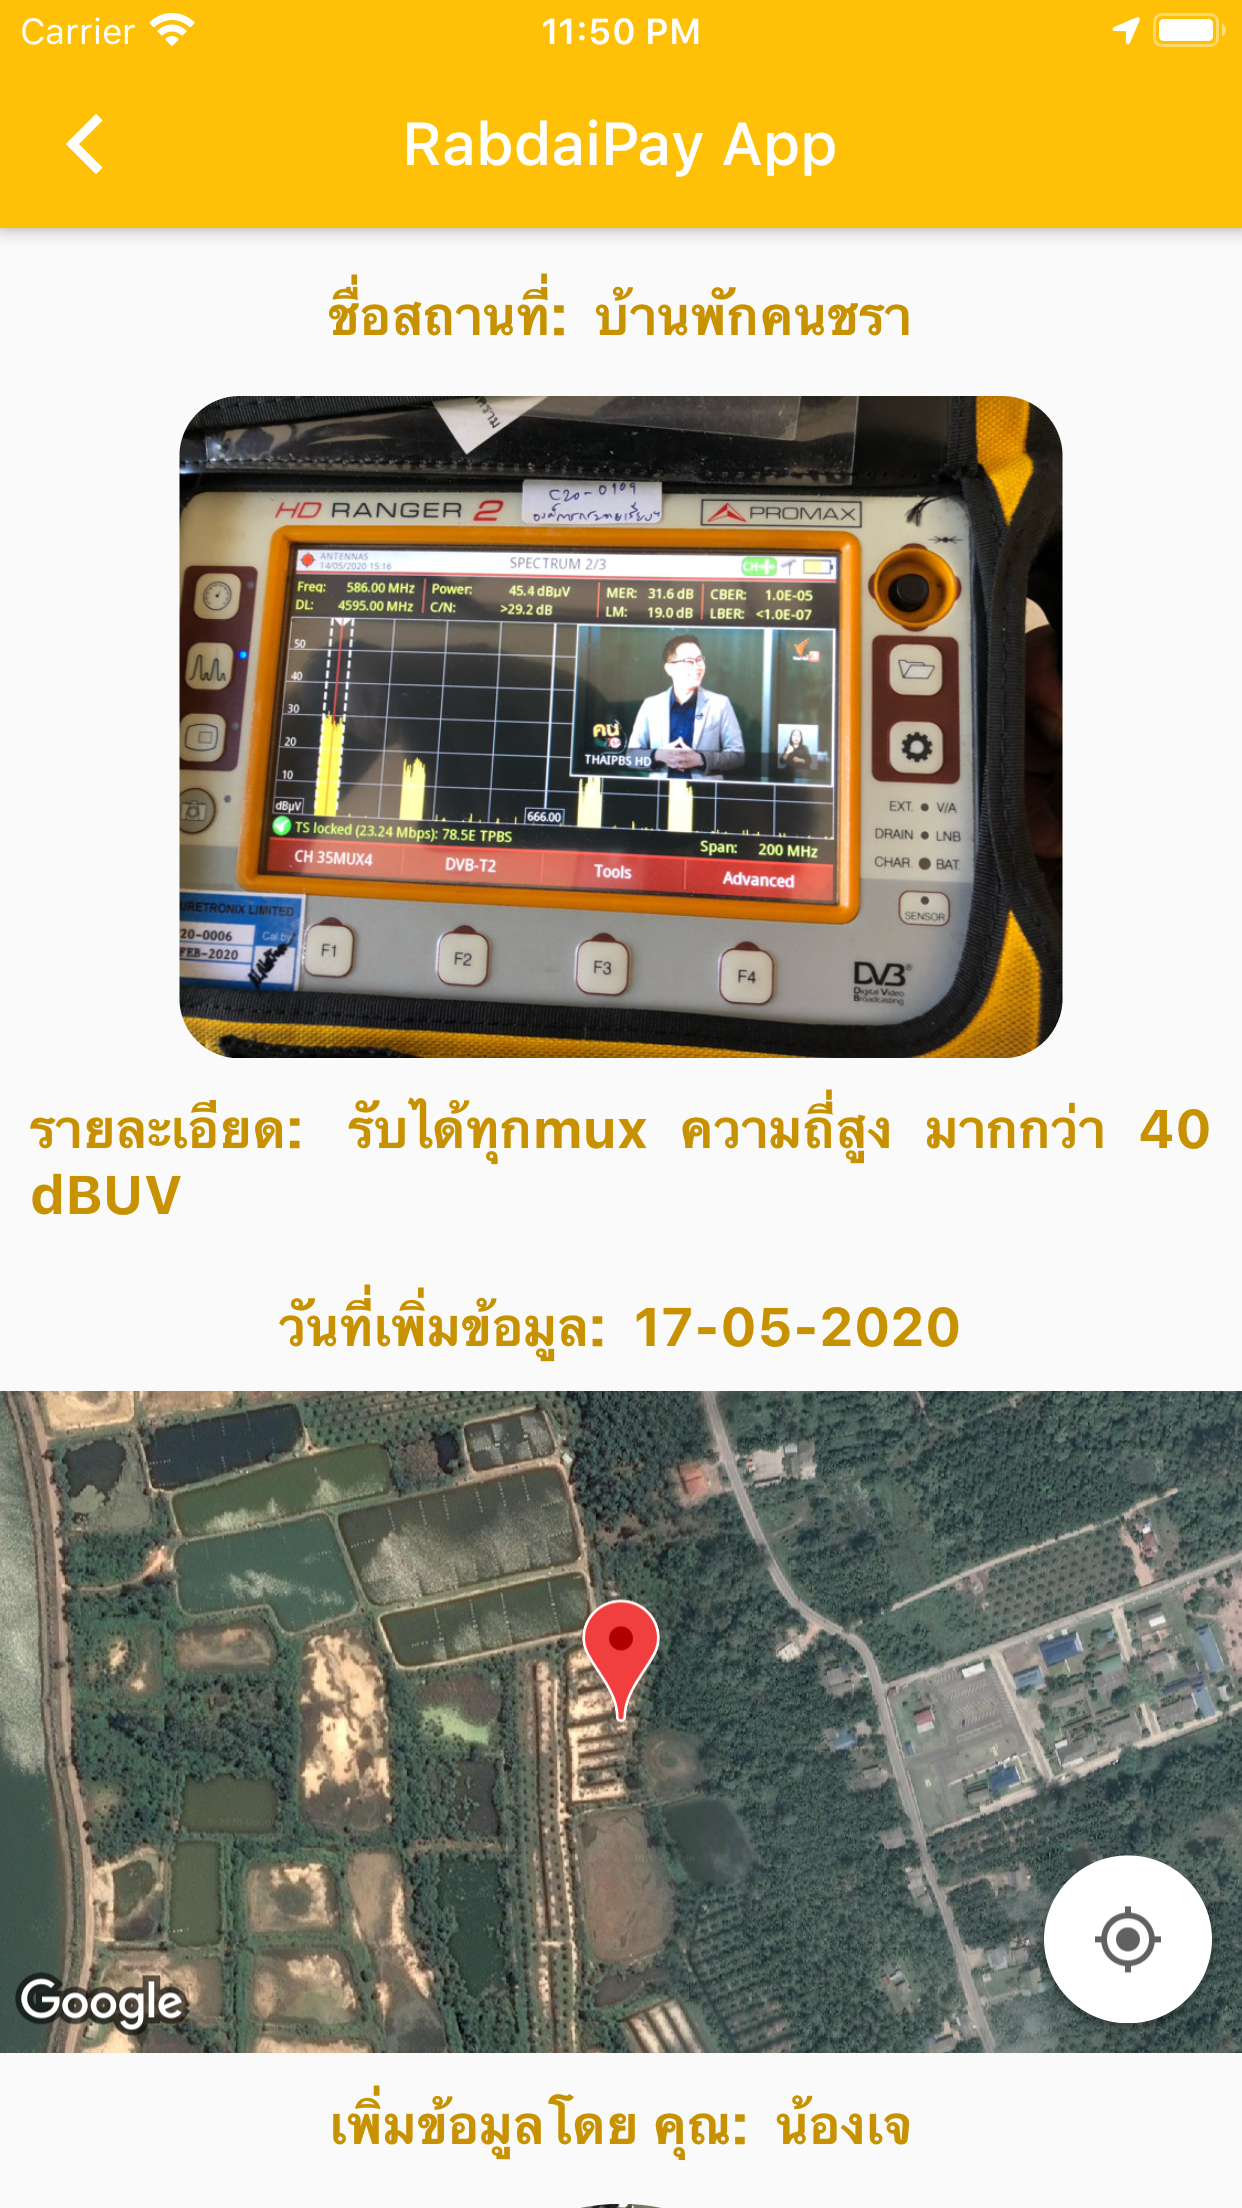 Carrier 11:50 PM
RabdaiPay App
ชื่อสถานที่: บ้านพักคนชรา
HD RANGER 2
C20-0109
PROMAX
ANTENNAS
14/05/2020 15:16
SPECTRUM 2/3
CH
Freq: 586.00 MHz Power: 45.4 dBµV MER: 31.6 dB CBER: 1.0E-05
DL: 4595.00 MHz C/N: >29.2 dB LM: 19.0 dB LBER: <1.0E-07
50
40
30
20
10
dBµV
คน
THAIPBS HD
666.00
TS locked (23.24 Mbps): 78.5E TPBS
Span: 200 MHz
CH 35MUX4 DVB-T2 Tools Advanced
EXT. V/A
DRAIN LNB
CHAR. BAT.
SENSOR
URETRONIX LIMITED
20-0006 Cal by
FEB-2020
F1 F2 F3 F4
DVB
Digital Video
Broadcasting
รายละเอียด: รับได้ทุกmux ความถี่สูง มากกว่า 40
dBUV
วันที่เพิ่มข้อมูล: 17-05-2020
Google
เพิ่มข้อมูลโดย คุณ: น้องเจ